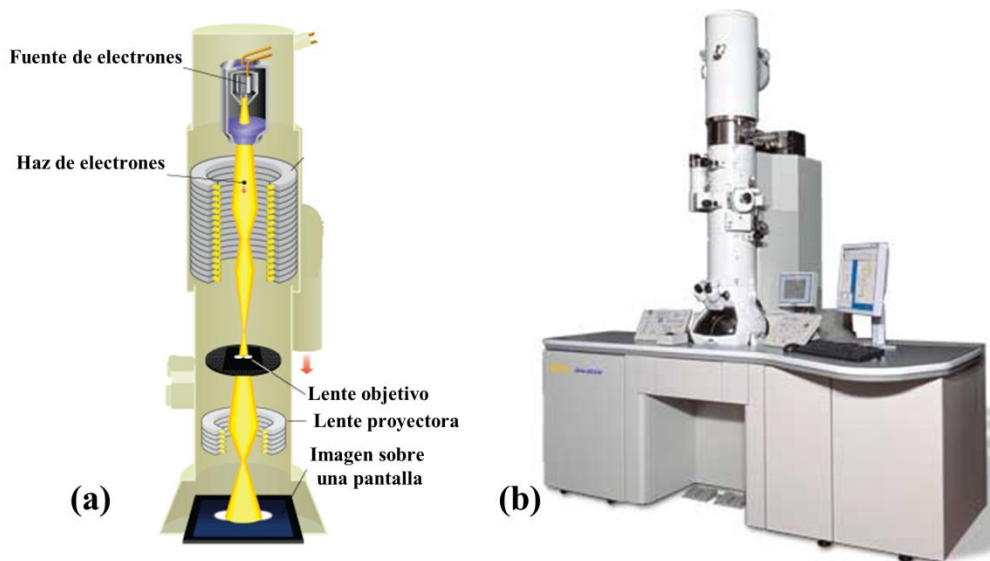 Fuente de electrones
Haz de electrones
Lente objetivo
Lente proyectora
Imagen sobre
una pantalla
(a)
(b)